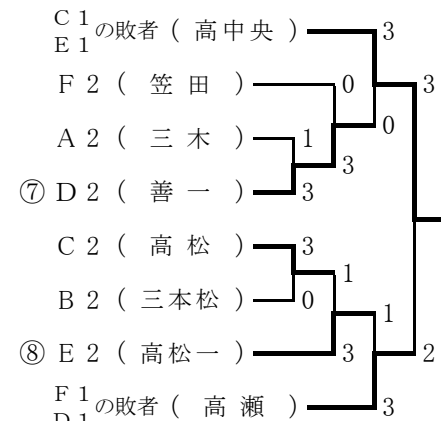 C 1
E 1 の敗者 ( 高中央 ) 3
F 2 ( 笠田 ) 0 3
A 2 ( 三木 ) 1 0
3
⑦ D 2 ( 善一 ) 3
C 2 ( 高松 ) 3
1
B 2 ( 三本松 ) 0 1
⑧ E 2 ( 高松一 ) 3 2
F 1
D 1 の敗者 ( 高瀬 ) 3